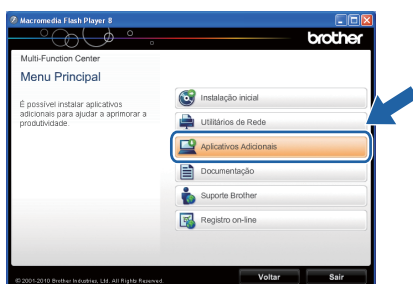 Macromedia Flash Player 8
brother
Multi-Function Center
Menu Principal
É possível instalar aplicativos
adicionais para ajudar a aprimorar a
produtividade.
Instalação inicial
Utilitários de Rede
Aplicativos Adicionais
Documentação
Suporte Brother
Registro on-line
© 2001-2010 Brother Industries, Ltd. All Rights Reserved.
Voltar
Sair